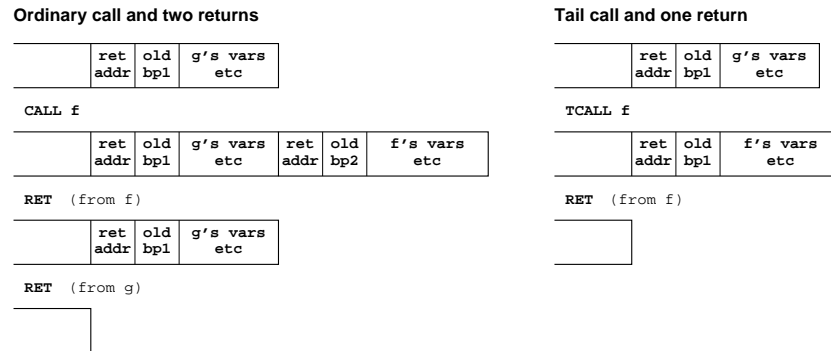 Ordinary call and two returns
ret old g's vars
addr bp1 etc
CALL f
ret old g's vars ret old f's vars
addr bp1 etc addr bp2 etc
RET (from f)
ret old g's vars
addr bp1 etc
RET (from g)
Tail call and one return
ret old g's vars
addr bp1 etc
TCALL f
ret old f's vars
addr bp1 etc
RET (from f)